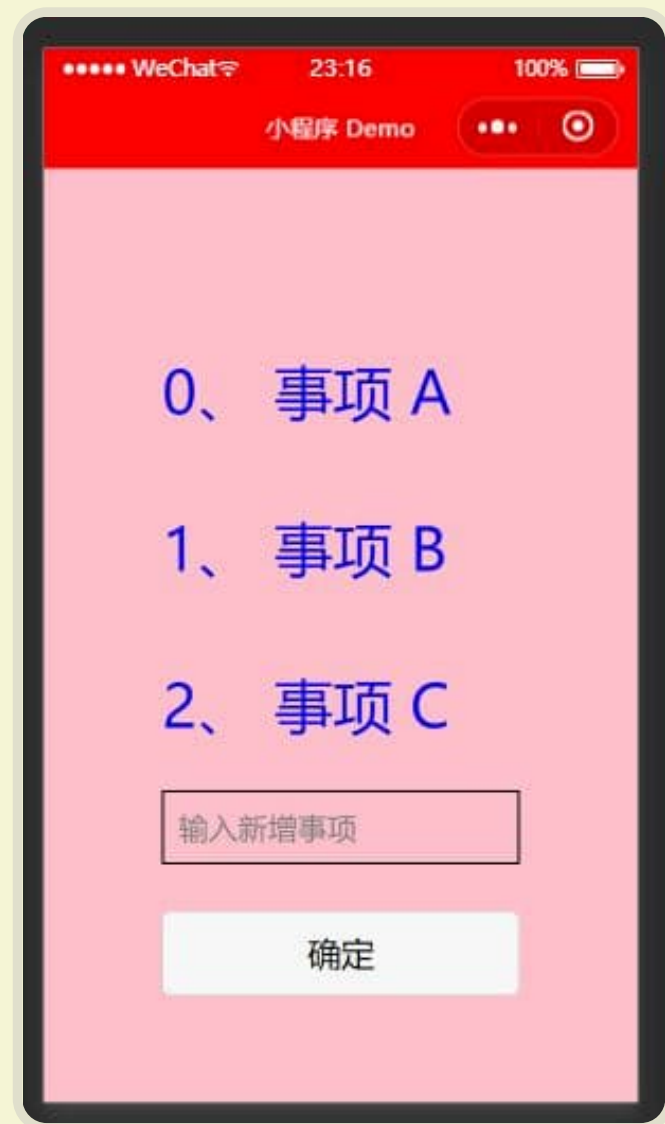 WeChat 23:16 100%
小程序 Demo
0、 事项 A
1、 事项 B
2、 事项 C
输入新增事项
确定